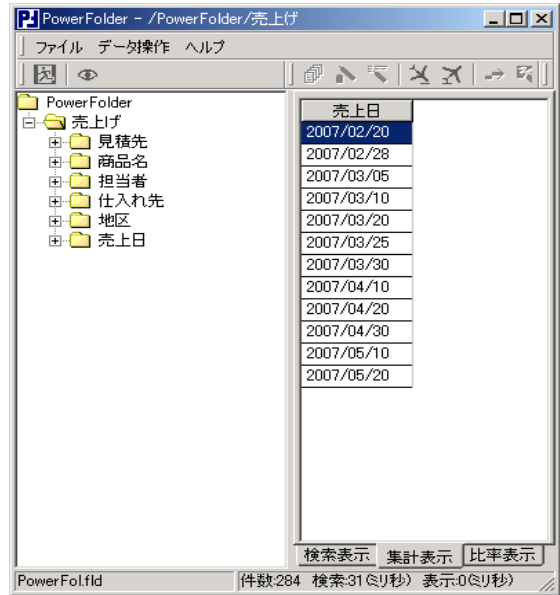 PowerFolder - /PowerFolder/売上げ
ファイル データ操作 ヘルプ
PowerFolder
売上げ
見積先
商品名
担当者
仕入れ先
地区
売上日
売上日
2007/02/20
2007/02/28
2007/03/05
2007/03/10
2007/03/20
2007/03/25
2007/03/30
2007/04/10
2007/04/20
2007/04/30
2007/05/10
2007/05/20
検索表示 集計表示 比率表示
PowerFol.fld 件数:284 検索:31(ミリ秒) 表示:0(ミリ秒)